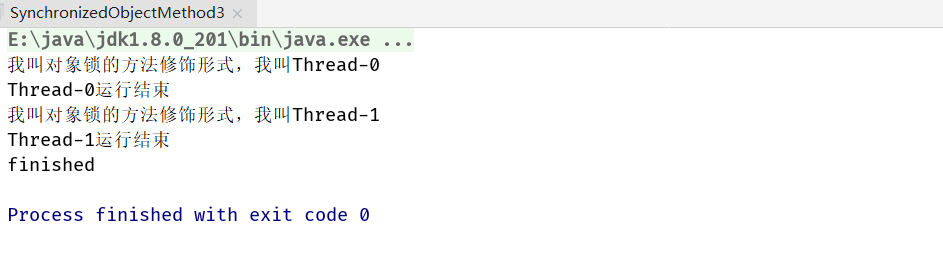 SynchronizedObjectMethod3 ×
E:\java\jdk1.8.0_201\bin\java.exe ...
我叫对象锁的方法修饰形式，我叫Thread-0
Thread-0运行结束
我叫对象锁的方法修饰形式，我叫Thread-1
Thread-1运行结束
finished
Process finished with exit code 0